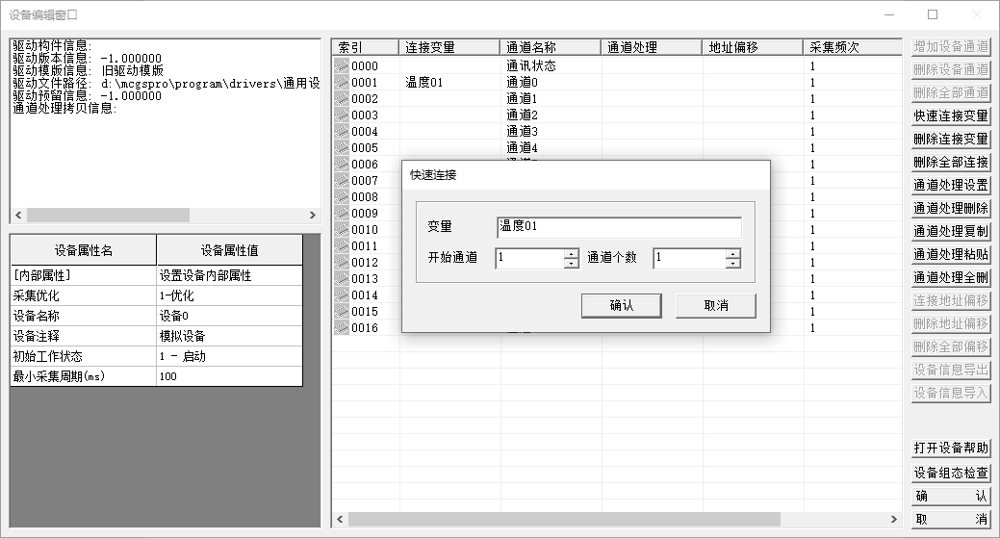 设备编辑窗口
驱动构件信息:
驱动版本信息: -1.000000
驱动模版信息: 旧驱动模版
驱动文件路径: d:\mcgspro\program\drivers\通用设
驱动预留信息: -1.000000
通道处理拷贝信息:
设备属性名 设备属性值
[内部属性] 设置设备内部属性
采集优化 1-优化
设备名称 设备0
设备注释 模拟设备
初始工作状态 1 - 启动
最小采集周期(ms) 100
索引 连接变量 通道名称 通道处理 地址偏移 采集频次
0000 通讯状态 1
0001 温度01 通道0 1
0002 通道1 1
0003 通道2 1
0004 通道3 1
0005 通道4 1
0006 1
0007 1
0008 1
0009 1
0010 1
0011 1
0012 1
0013 1
0014 1
0015 1
0016 1
快速连接
变量 温度01
开始通道 1 通道个数 1
确认 取消
增加设备通道
删除设备通道
删除全部通道
快速连接变量
删除连接变量
删除全部连接
通道处理设置
通道处理删除
通道处理复制
通道处理粘贴
通道处理全删
连接地址偏移
删除地址偏移
删除全部偏移
设备信息导出
设备信息导入
打开设备帮助
设备组态检查
确 认
取 消